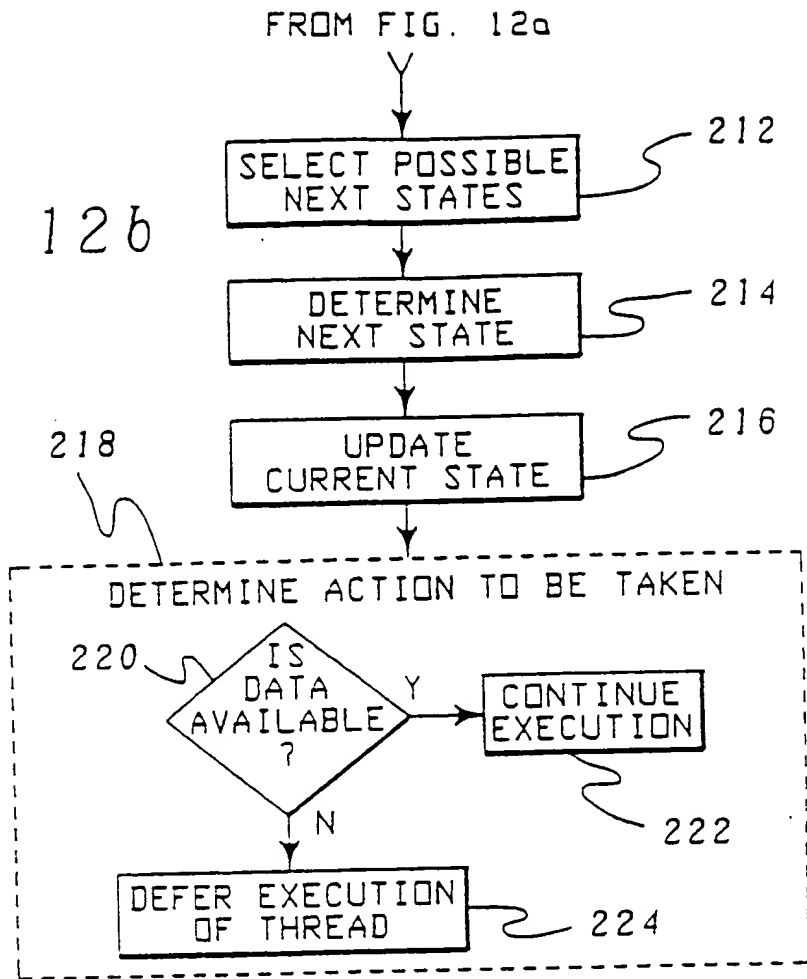 FROM FIG. 12a
212
SELECT POSSIBLE
NEXT STATES
12b
214
DETERMINE
NEXT STATE
216
UPDATE
CURRENT STATE
218
DETERMINE ACTION TO BE TAKEN
220
IS
DATA
AVAILABLE
?
Y
CONTINUE
EXECUTION
222
N
DEFER EXECUTION
OF THREAD
224